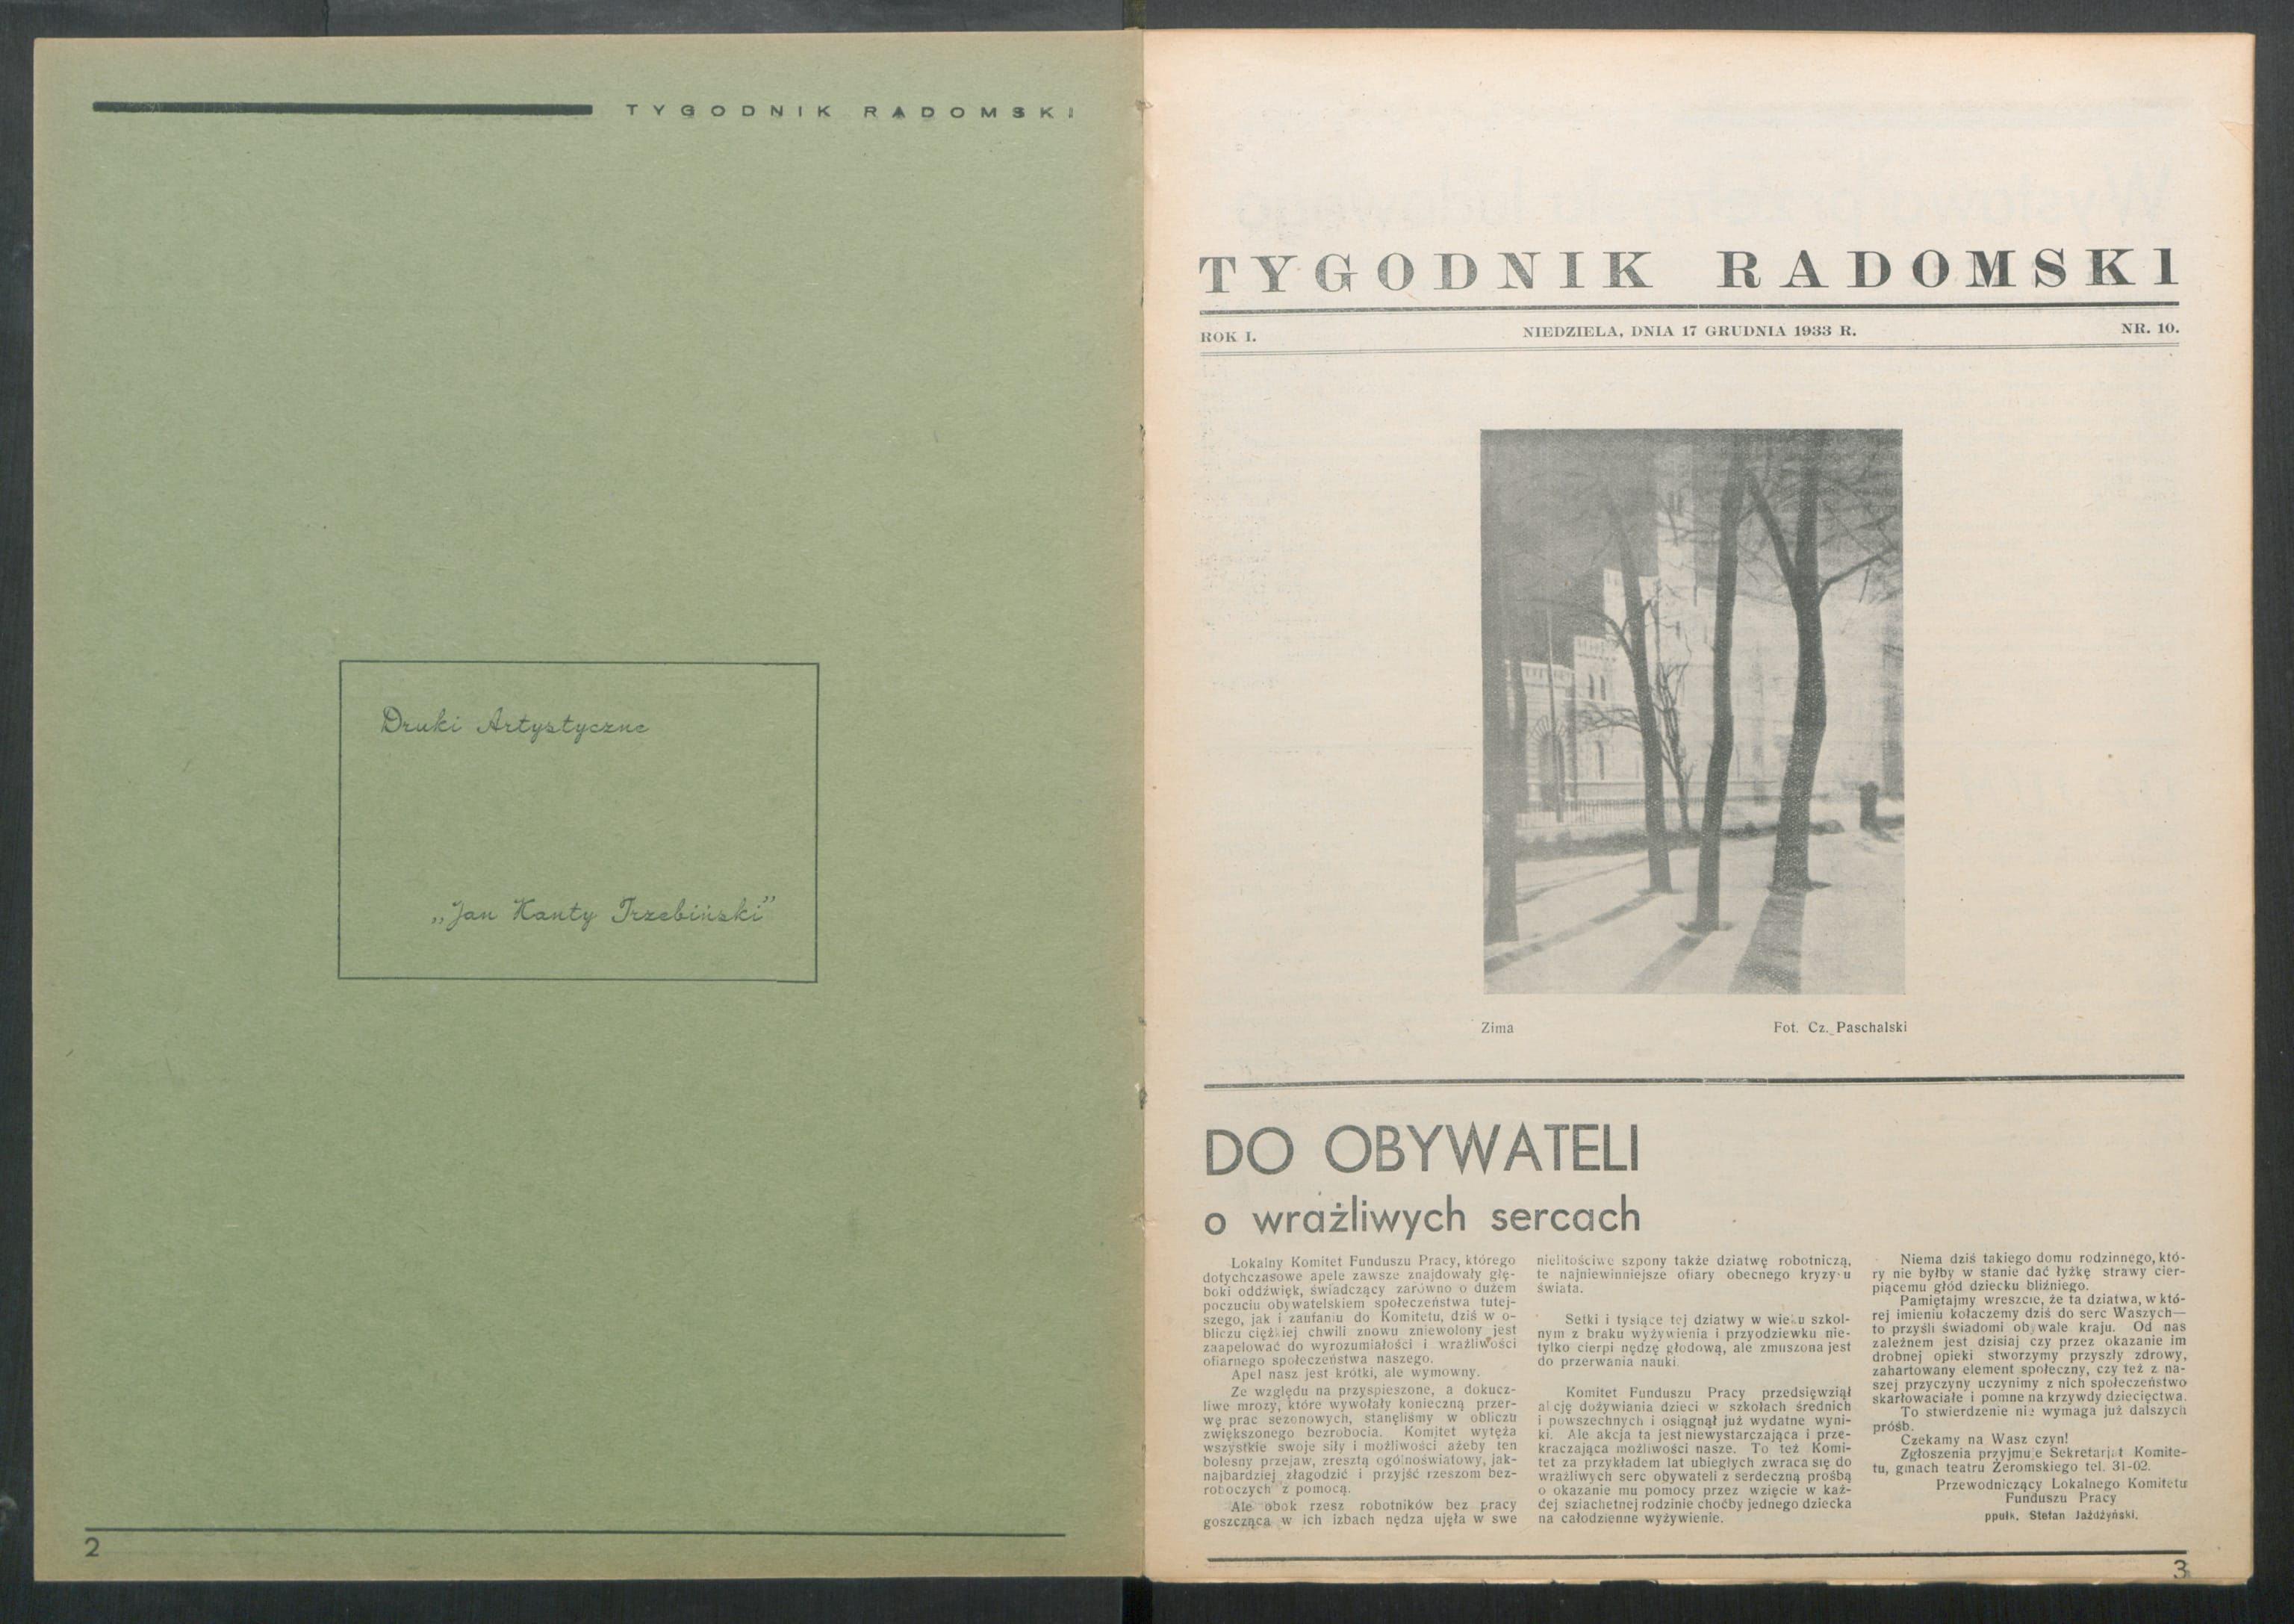 TYGODNIK RADOMSKI
Druki Artystyczne
„Jan Kanty Trzebiński”
2
TYGODNIK RADOMSKI
ROK I.
NIEDZIELA, DNIA 17 GRUDNIA 1933 R.
NR. 10.
Zima
Fot. Cz. Paschalski
DO OBYWATELI
o wrażliwych sercach
Lokalny Komitet Funduszu Pracy, którego
dotychczasowe apele zawsze znajdowały głę-
boki oddźwięk, świadczący zarówno o dużem
poczuciu obywatelskiem społeczeństwa tutej-
szego, jak i zaufaniu do Komitetu, dziś w o-
bliczu ciężkiej chwili znowu zniewolony jest
zaapelować do wyrozumiałości i wrażliwości
ofiarnego społeczeństwa naszego.
Apel nasz jest krótki, ale wymowny.
Ze względu na przyspieszone, a dokucz-
liwe mrozy, które wywołały konieczną przer-
wę prac sezonowych, stanęliśmy w obliczu
zwiększonego bezrobocia. Komitet wytęża
wszystkie swoje siły i możliwości ażeby ten
bolesny przejaw, zresztą ogólnoświatowy, jak-
najbardziej złagodzić i przyjść rzeszom bez-
roboczych z pomocą.
Ale obok rzesz robotników bez pracy
goszcząca w ich izbach nędza ujęła w swe
nielitościwe szpony także dziatwę robotniczą,
te najniewinniejsze ofiary obecnego kryzysu
świata.
Setki i tysiące tej dziatwy w wieku szkol-
nym z braku wyżywienia i przyodziewku nie-
tylko cierpi nędzę głodową, ale zmuszona jest
do przerwania nauki.
Komitet Funduszu Pracy przedsięwziął
akcję dożywiania dzieci w szkołach średnich
i powszechnych i osiągnął już wydatne wyni-
ki. Ale akcja ta jest niewystarczająca i prze-
kraczająca możliwości nasze. To też Komi-
tet za przykładem lat ubiegłych zwraca się do
wrażliwych serc obywateli z serdeczną prośbą
o okazanie mu pomocy przez wzięcie w każ-
dej szlachetnej rodzinie choćby jednego dziecka
na całodzienne wyżywienie.
Niema dziś takiego domu rodzinnego, któ-
ry nie byłby w stanie dać łyżkę strawy cier-
piącemu głód dziecku bliźniego.
Pamiętajmy wreszcie, że ta dziatwa, w któ-
rej imieniu kołaczemy dziś do serc Waszych—
to przyśli świadomi obywale kraju. Od nas
zależnem jest dzisiaj czy przez okazanie im
drobnej opieki stworzymy przyszły zdrowy,
zahartowany element społeczny, czy też z na-
szej przyczyny uczynimy z nich społeczeństwo
skarłowaciałe i pomne na krzywdy dziecięctwa.
To stwierdzenie nie wymaga już dalszych
próśb.
Czekamy na Wasz czyn!
Zgłoszenia przyjmuje Sekretarjat Komite-
tu, gmach teatru Żeromskiego tel. 31-02.
Przewodniczący Lokalnego Komitetu
Funduszu Pracy
ppułk. Stefan Jażdżyński.
3